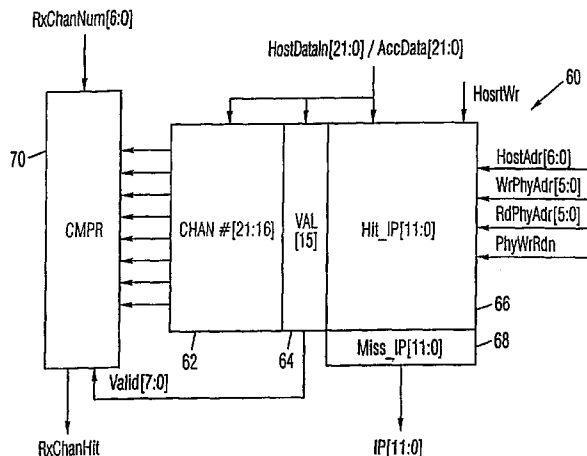 RxChanNum[6:0]
HostDataIn[21:0] / AccData[21:0]
HosrtWr
60
70
CMPR
CHAN #[21:16]
VAL
[15]
Hit_IP[11:0]
HostAdr[6:0]
WrPhyAdr[5:0]
RdPhyAdr[5:0]
PhyWrRdn
66
62
64
Miss_IP[11:0]
68
Valid[7:0]
RxChanHit
IP[11:0]